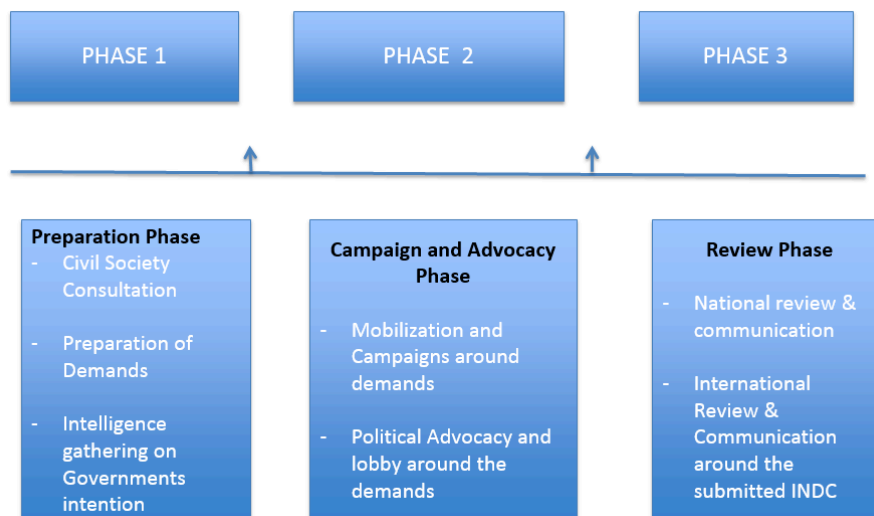 PHASE 1
PHASE 2
PHASE 3
Preparation Phase
- Civil Society
Consultation
- Preparation of
Demands
- Intelligence
gathering on
Governments
intention
Campaign and Advocacy
Phase
- Mobilization and
Campaigns around
demands
- Political Advocacy and
lobby around the
demands
Review Phase
- National review &
communication
- International
Review &
Communication
around the
submitted INDC